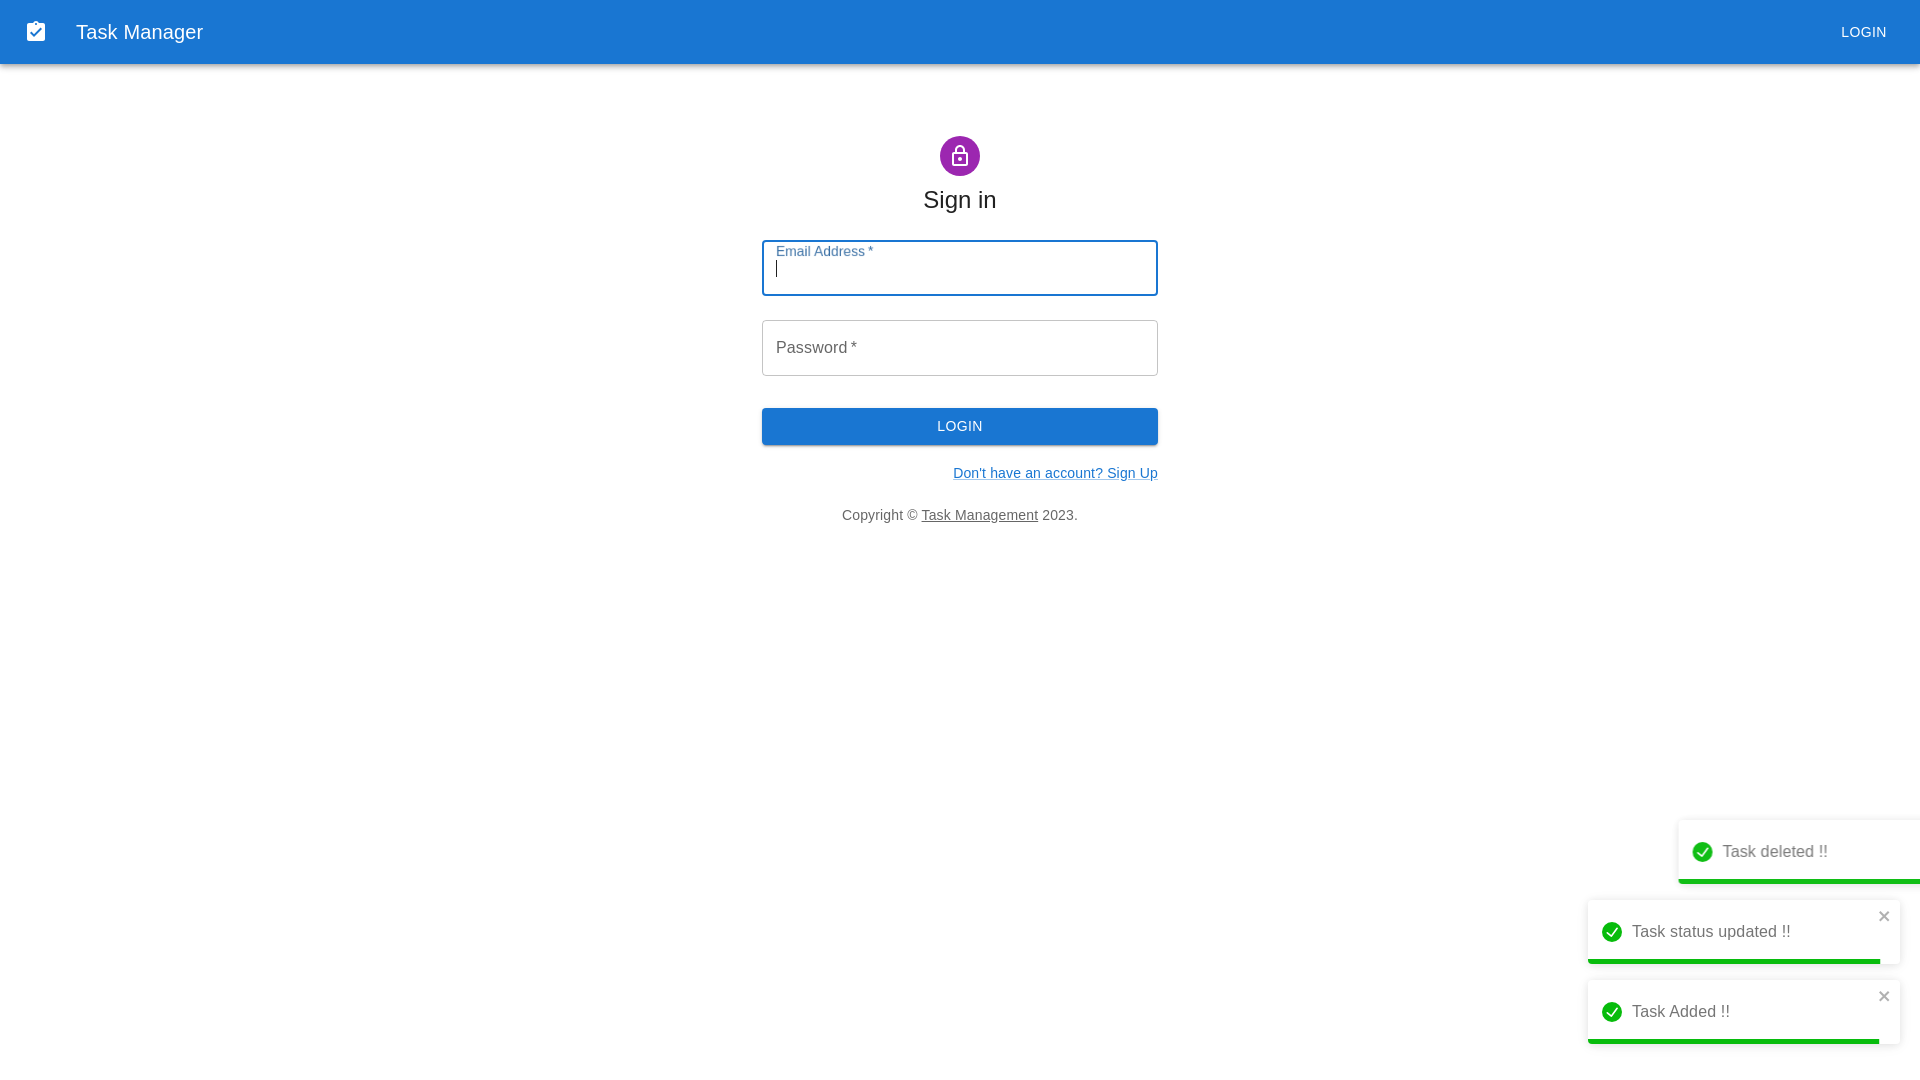 Task Manager
LOGIN
Sign in
Email Address *
Password *
LOGIN
Don't have an account? Sign Up
Copyright © Task Management 2023.
Task deleted !!
Task status updated !!
Task Added !!